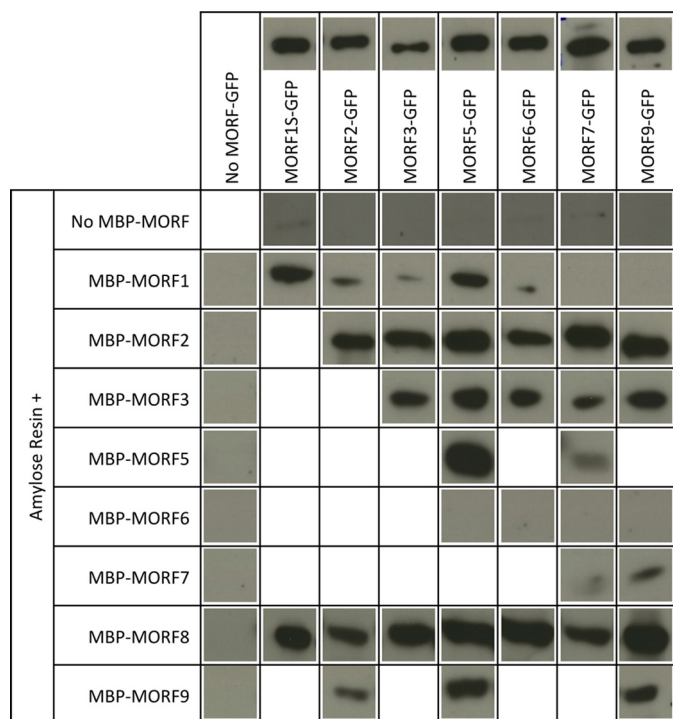 No MORF-GFP
MORF1S-GFP
MORF2-GFP
MORF3-GFP
MORF5-GFP
MORF6-GFP
MORF7-GFP
MORF9-GFP
Amylose Resin +
No MBP-MORF
MBP-MORF1
MBP-MORF2
MBP-MORF3
MBP-MORF5
MBP-MORF6
MBP-MORF7
MBP-MORF8
MBP-MORF9